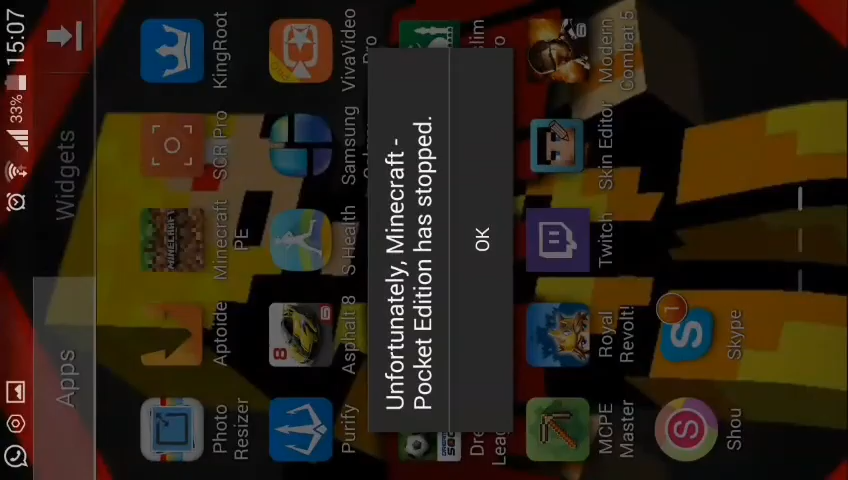 15:07
33%
Apps
Widgets
Photo
Resizer
Aptoide
Minecraft
PE
SCR Pro
KingRoot
Purify
Asphalt 8
S Health
Samsung
VivaVideo
Pro
Unfortunately, Minecraft -
Pocket Edition has stopped.
OK
MCPE
Master
Royal
Revolt!
Twitch
Skin Editor
Modern
Combat 5
Shou
Skype
1